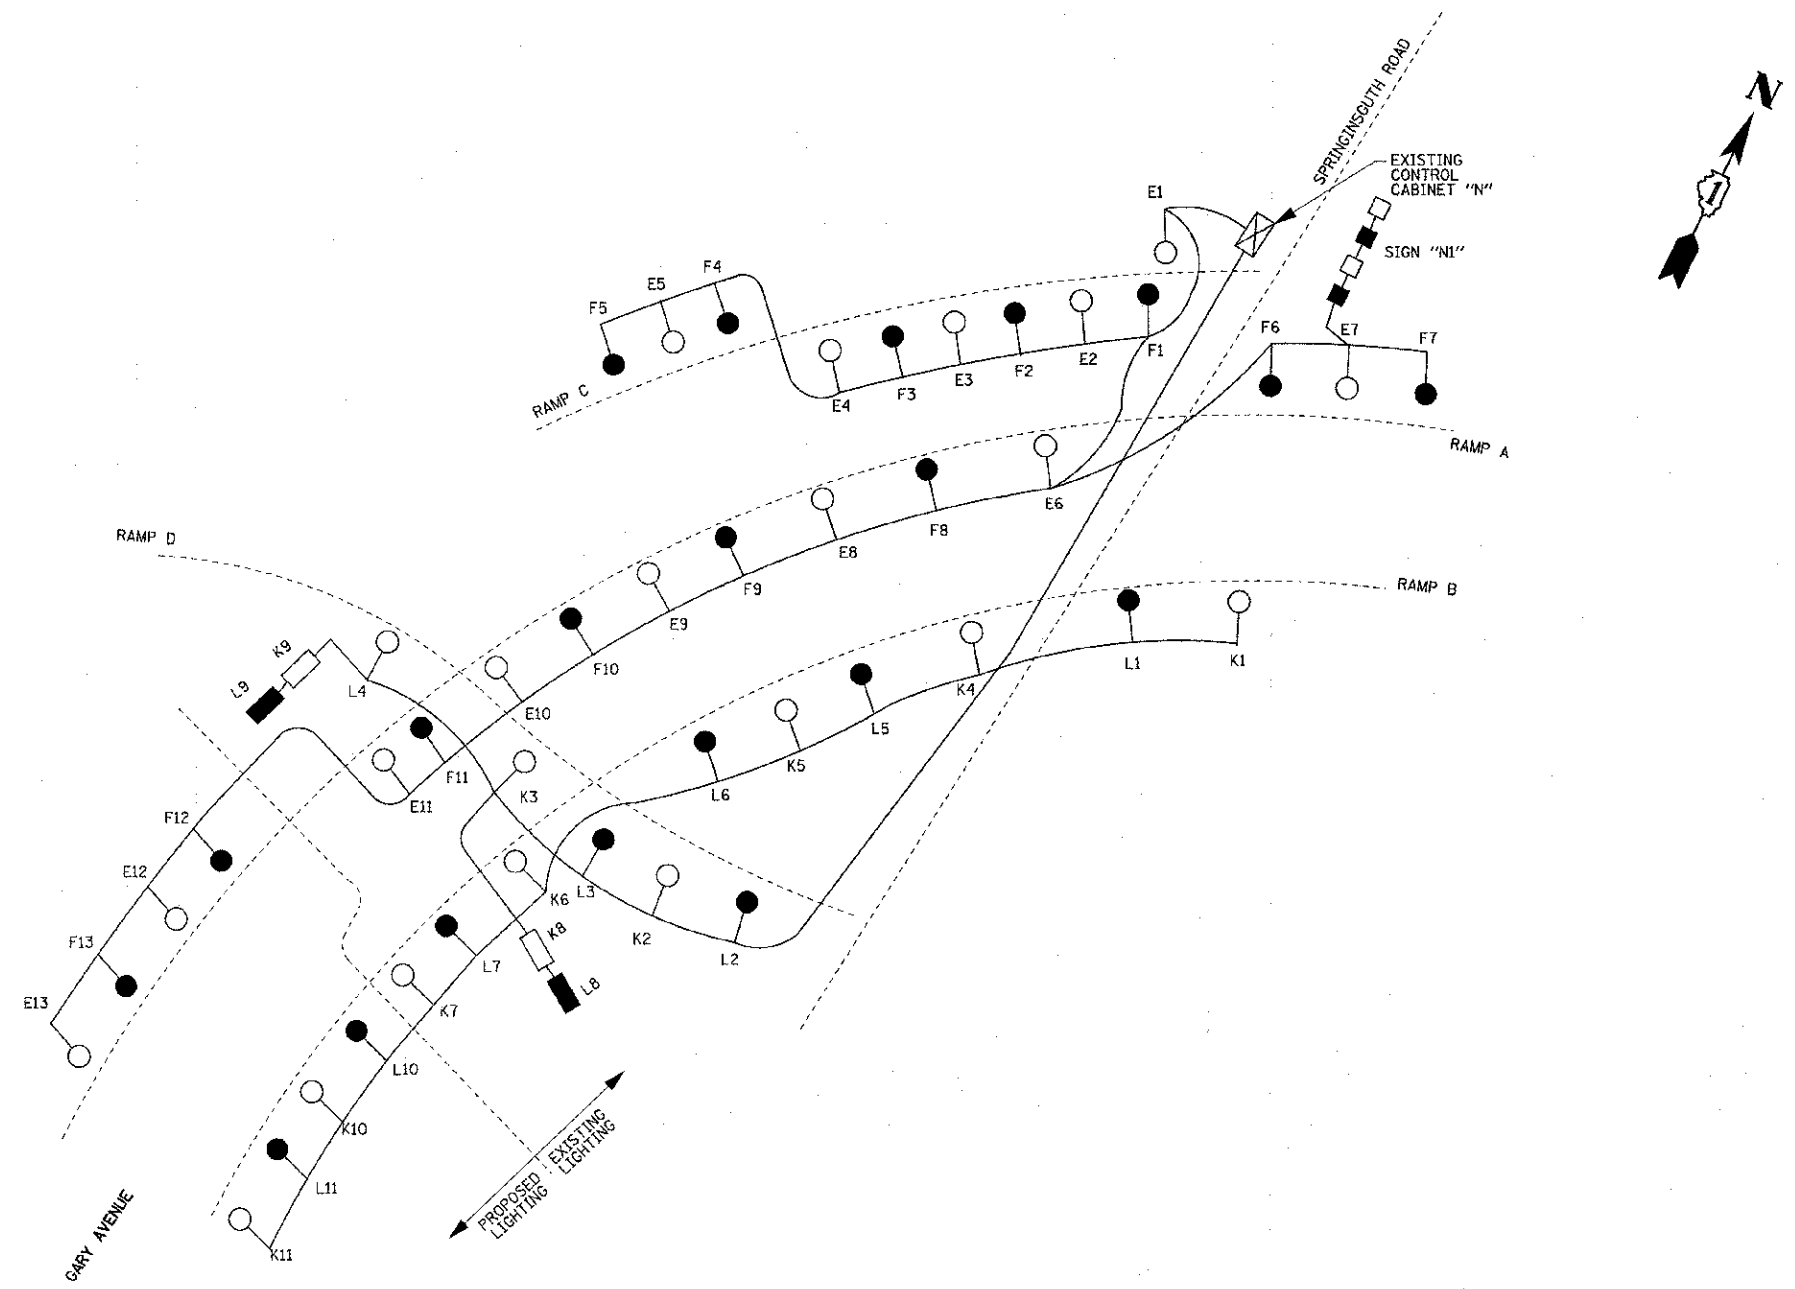 N
1
SPRINGINSGUTH ROAD
EXISTING
CONTROL
CABINET "N"
SIGN "N1"
E1
F4
E5
F5
F6
E7
F7
F1
E2
F2
E3
F3
E4
RAMP C
RAMP A
E6
F8
E8
F9
E9
F10
E10
F11
E11
RAMP D
RAMP B
L1
K1
K4
L5
K5
L6
K9
L9
L4
K3
F12
E12
F13
E13
K6
L3
K2
L2
K8
L8
L7
K7
L10
K10
L11
K11
EXISTING
LIGHTING
PROPOSED
LIGHTING
GARY AVENUE